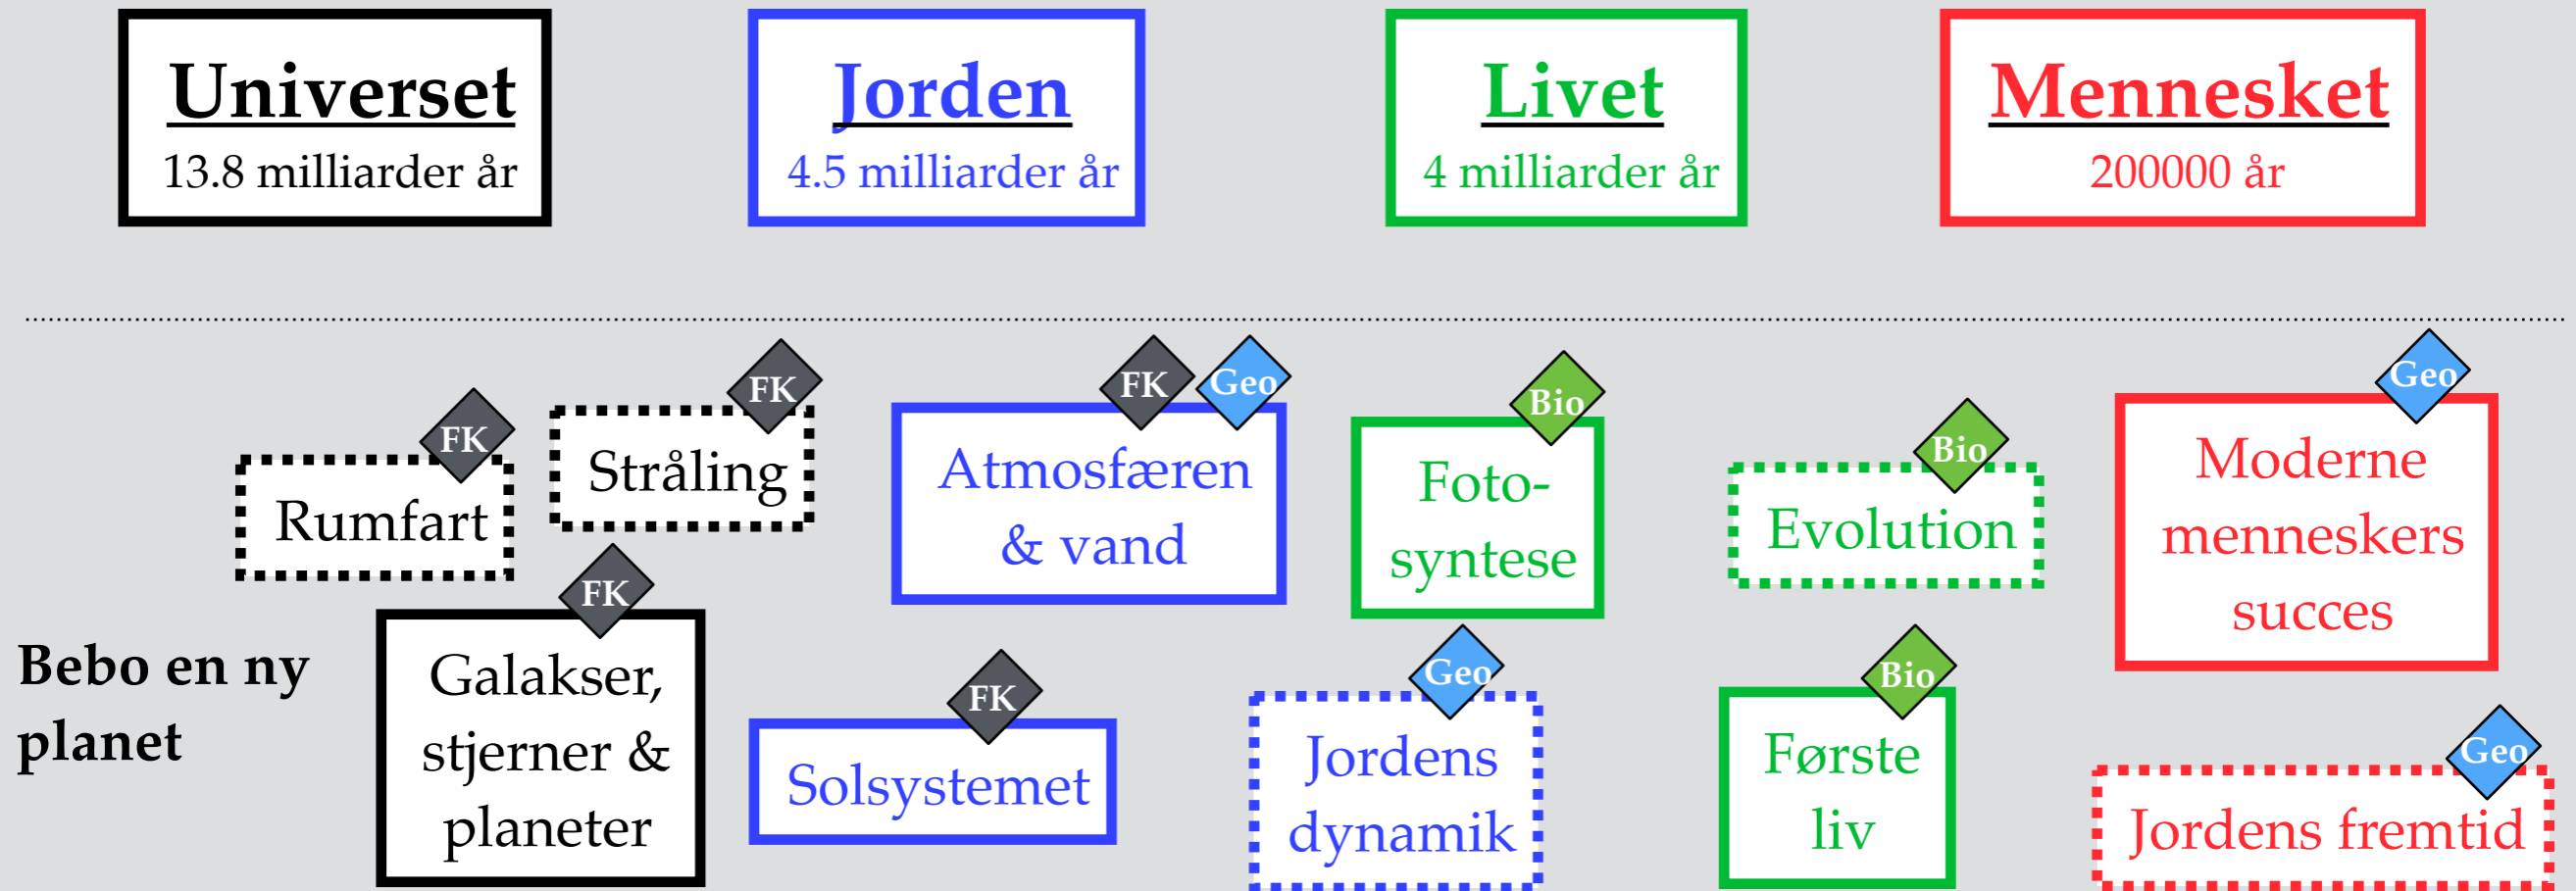 Universet
13.8 milliarder år
Jorden
4.5 milliarder år
Livet
4 milliarder år
Mennesket
200000 år
Bebo en ny
planet
FK
Rumfart
FK
Stråling
FK
Galakser,
stjerner &
planeter
FK
Geo
Atmosfæren
& vand
FK
Solsystemet
Bio
Foto-
syntese
Geo
Jordens
dynamik
Bio
Evolution
Bio
Første
liv
Geo
Moderne
menneskers
succes
Geo
Jordens fremtid